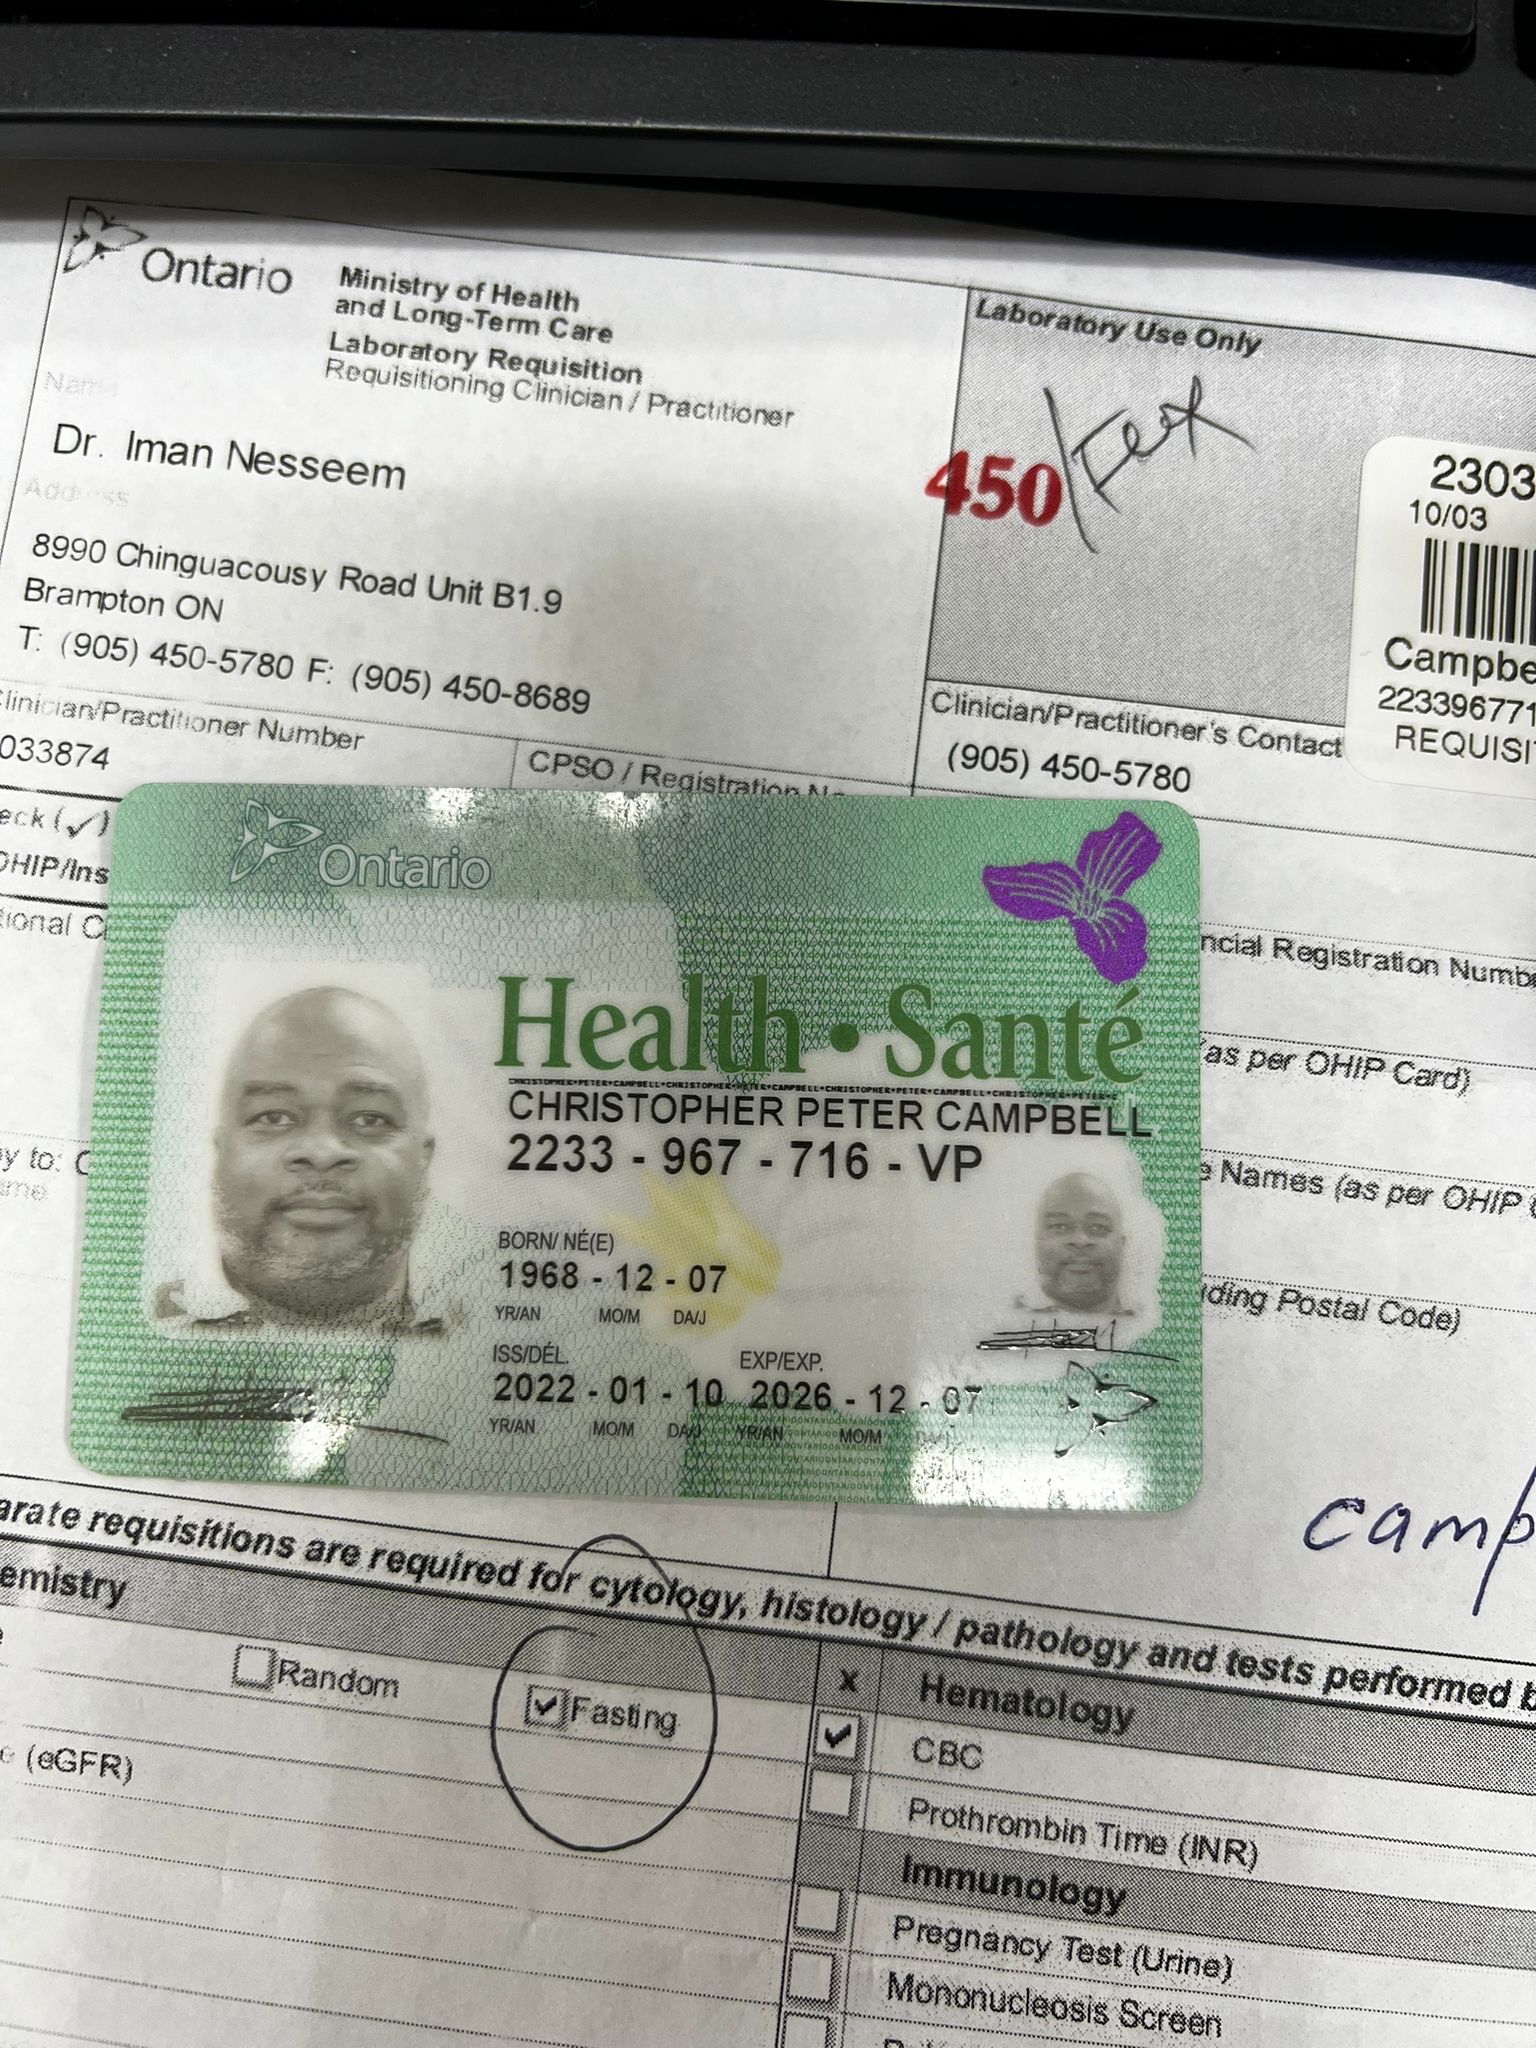 Ontario
Ministry of Health
and Long-Term Care
Laboratory Requisition
Requisitioning Clinician / Practitioner
Laboratory Use Only
Name
Dr. Iman Nesseem
450
2303
10/03
Address
8990 Chinguacousy Road Unit B1.9
Brampton ON
T: (905) 450-5780 F: (905) 450-8689
Campbe
223396771
REQUISI
Clinician/Practitioner Number
033874
CPSO / Registration N
Clinician/Practitioner's Contact
(905) 450-5780
eck (✓)
OHIP/Ins
tional C
ncial Registration Numb
(as per OHIP Card)
y to: C
Names (as per OHIP
ding Postal Code)
Ontario
Health • Santé
CHRISTOPHER PETER CAMPBELL
2233 - 967 - 716 - VP
BORN/ NÉ(E)
1968 - 12 - 07
YR/AN MO/M DA/J
ISS/DÉL. EXP/EXP.
2022 - 01 - 10 2026 - 12 - 07
YR/AN MO/M DA/J YR/AN MO/M DA/J
camp
arate requisitions are required for cytology, histology / pathology and tests performed b
emistry
Random
Fasting
(eGFR)
x Hematology
CBC
Prothrombin Time (INR)
Immunology
Pregnancy Test (Urine)
Mononucleosis Screen